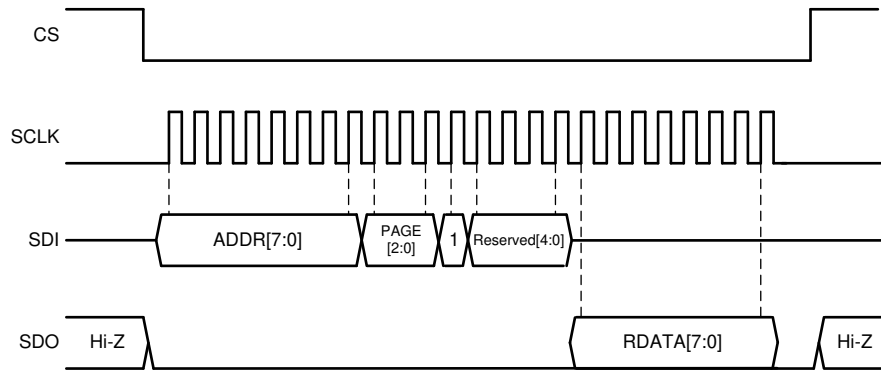 CS
SCLK
SDI
ADDR[7:0]
PAGE
[2:0]
1
Reserved[4:0]
SDO
Hi-Z
RDATA[7:0]
Hi-Z